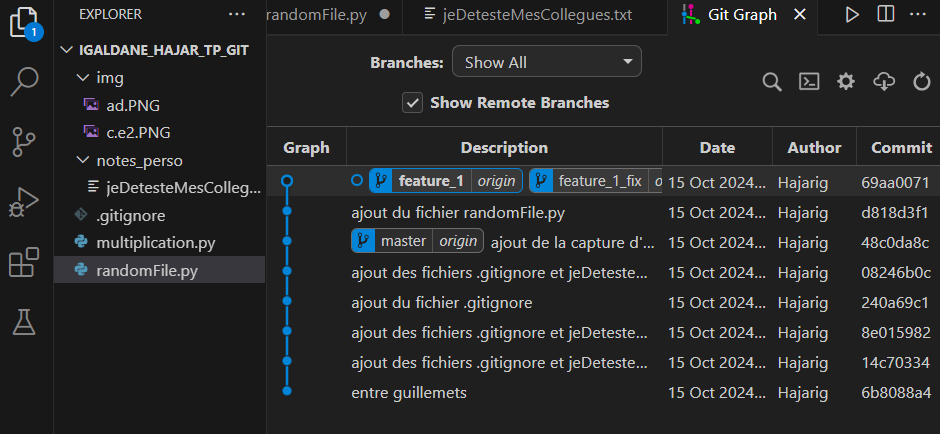 1
EXPLORER
IGALDANE_HAJAR_TP_GIT
img
ad.PNG
c.e2.PNG
notes_perso
jeDetesteMesColleg...
.gitignore
multiplication.py
randomFile.py
randomFile.py jeDetesteMesCollegues.txt Git Graph
Branches: Show All
Show Remote Branches
Graph Description Date Author Commit
feature_1 origin feature_1_fix 15 Oct 2024... Hajarig 69aa0071
ajout du fichier randomFile.py 15 Oct 2024... Hajarig d818d3f1
master origin ajout de la capture d'... 15 Oct 2024... Hajarig 48c0da8c
ajout des fichiers .gitignore et jeDeteste... 15 Oct 2024... Hajarig 08246b0c
ajout du fichier .gitignore 15 Oct 2024... Hajarig 240a69c1
ajout des fichiers .gitignore et jeDeteste... 15 Oct 2024... Hajarig 8e015982
ajout des fichiers .gitignore et jeDeteste... 15 Oct 2024... Hajarig 14c70334
entre guillemets 15 Oct 2024... Hajarig 6b8088a4